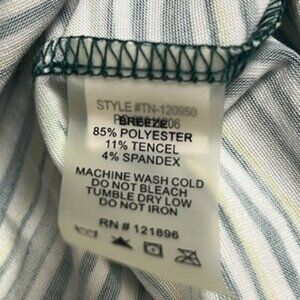 STYLE #TN-120950
BREEZE
85% POLYESTER
11% TENCEL
4% SPANDEX
MACHINE WASH COLD
DO NOT BLEACH
TUMBLE DRY LOW
DO NOT IRON
RN # 121896